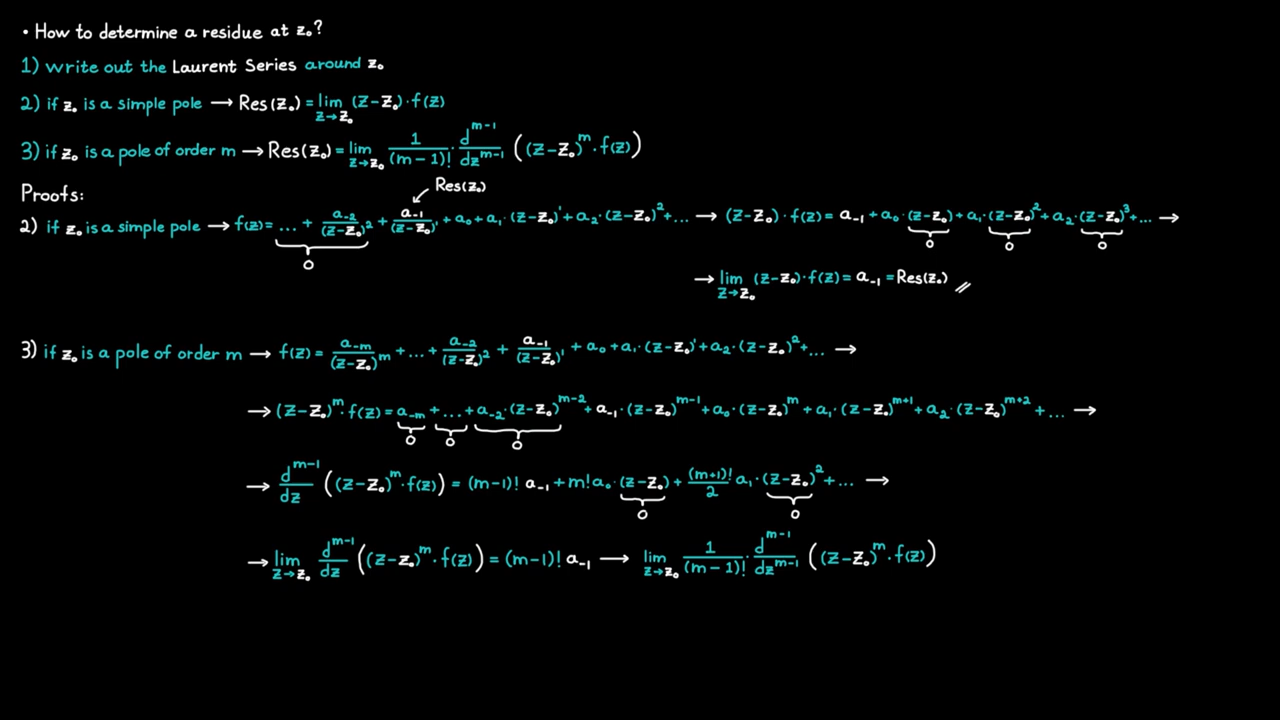 • How to determine a residue at z₀?
1) write out the Laurent Series around z₀
2) if z₀ is a simple pole → Res(z₀) = lim_{z→z₀} (z-z₀)·f(z)
3) if z₀ is a pole of order m → Res(z₀) = lim_{z→z₀} 1/(m-1)! · d^{m-1}/dz^{m-1} ((z-z₀)^m · f(z))
Proofs:
Res(z₀)
2) if z₀ is a simple pole → f(z) = ... + a₋₂/(z-z₀)² + a₋₁/(z-z₀)¹ + a₀ + a₁·(z-z₀)¹ + a₂·(z-z₀)² + ... → (z-z₀)·f(z) = a₋₁ + a₀·(z-z₀) + a₁·(z-z₀)² + a₂·(z-z₀)³ + ... →
0 0 0 0
→ lim_{z→z₀} (z-z₀)·f(z) = a₋₁ = Res(z₀) //
3) if z₀ is a pole of order m → f(z) = a₋ₘ/(z-z₀)^m + ... + a₋₂/(z-z₀)² + a₋₁/(z-z₀)¹ + a₀ + a₁·(z-z₀)¹ + a₂·(z-z₀)² + ... →
→ (z-z₀)^m · f(z) = a₋ₘ + ... + a₋₂·(z-z₀)^{m-2} + a₋₁·(z-z₀)^{m-1} + a₀·(z-z₀)^m + a₁·(z-z₀)^{m+1} + a₂·(z-z₀)^{m+2} + ... →
0 0 0
→ d^{m-1}/dz ((z-z₀)^m · f(z)) = (m-1)! a₋₁ + m! a₀·(z-z₀) + (m+1)!/2 a₁·(z-z₀)² + ... →
0 0
→ lim_{z→z₀} d^{m-1}/dz ((z-z₀)^m · f(z)) = (m-1)! a₋₁ → lim_{z→z₀} 1/(m-1)! · d^{m-1}/dz^{m-1} ((z-z₀)^m · f(z))